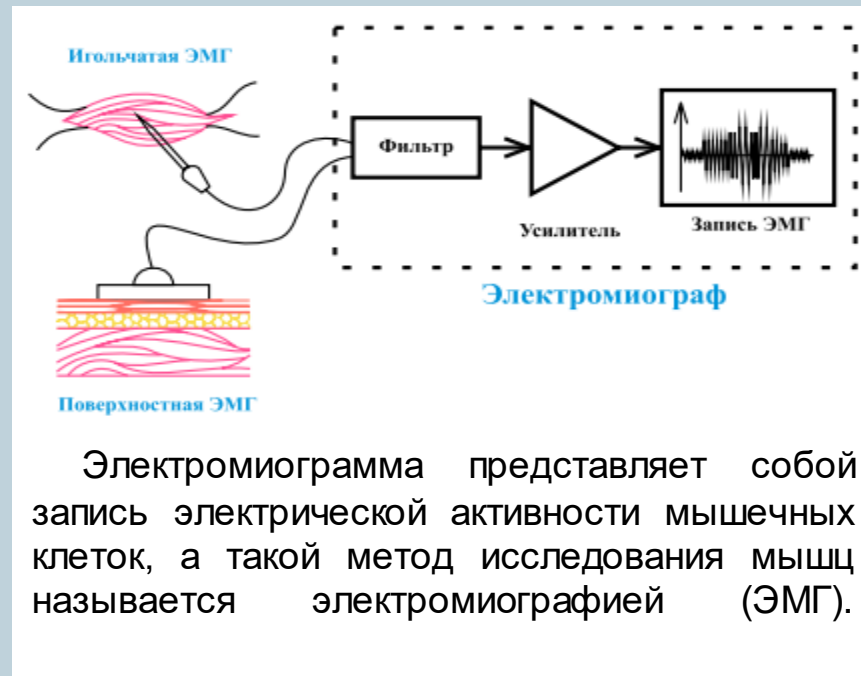 Игольчатая ЭМГ
Фильтр
Усилитель
Запись ЭМГ
Электромиограф
Поверхностная ЭМГ
Электромиограмма представляет собой
запись электрической активности мышечных
клеток, а такой метод исследования мышц
называется электромиографией (ЭМГ).